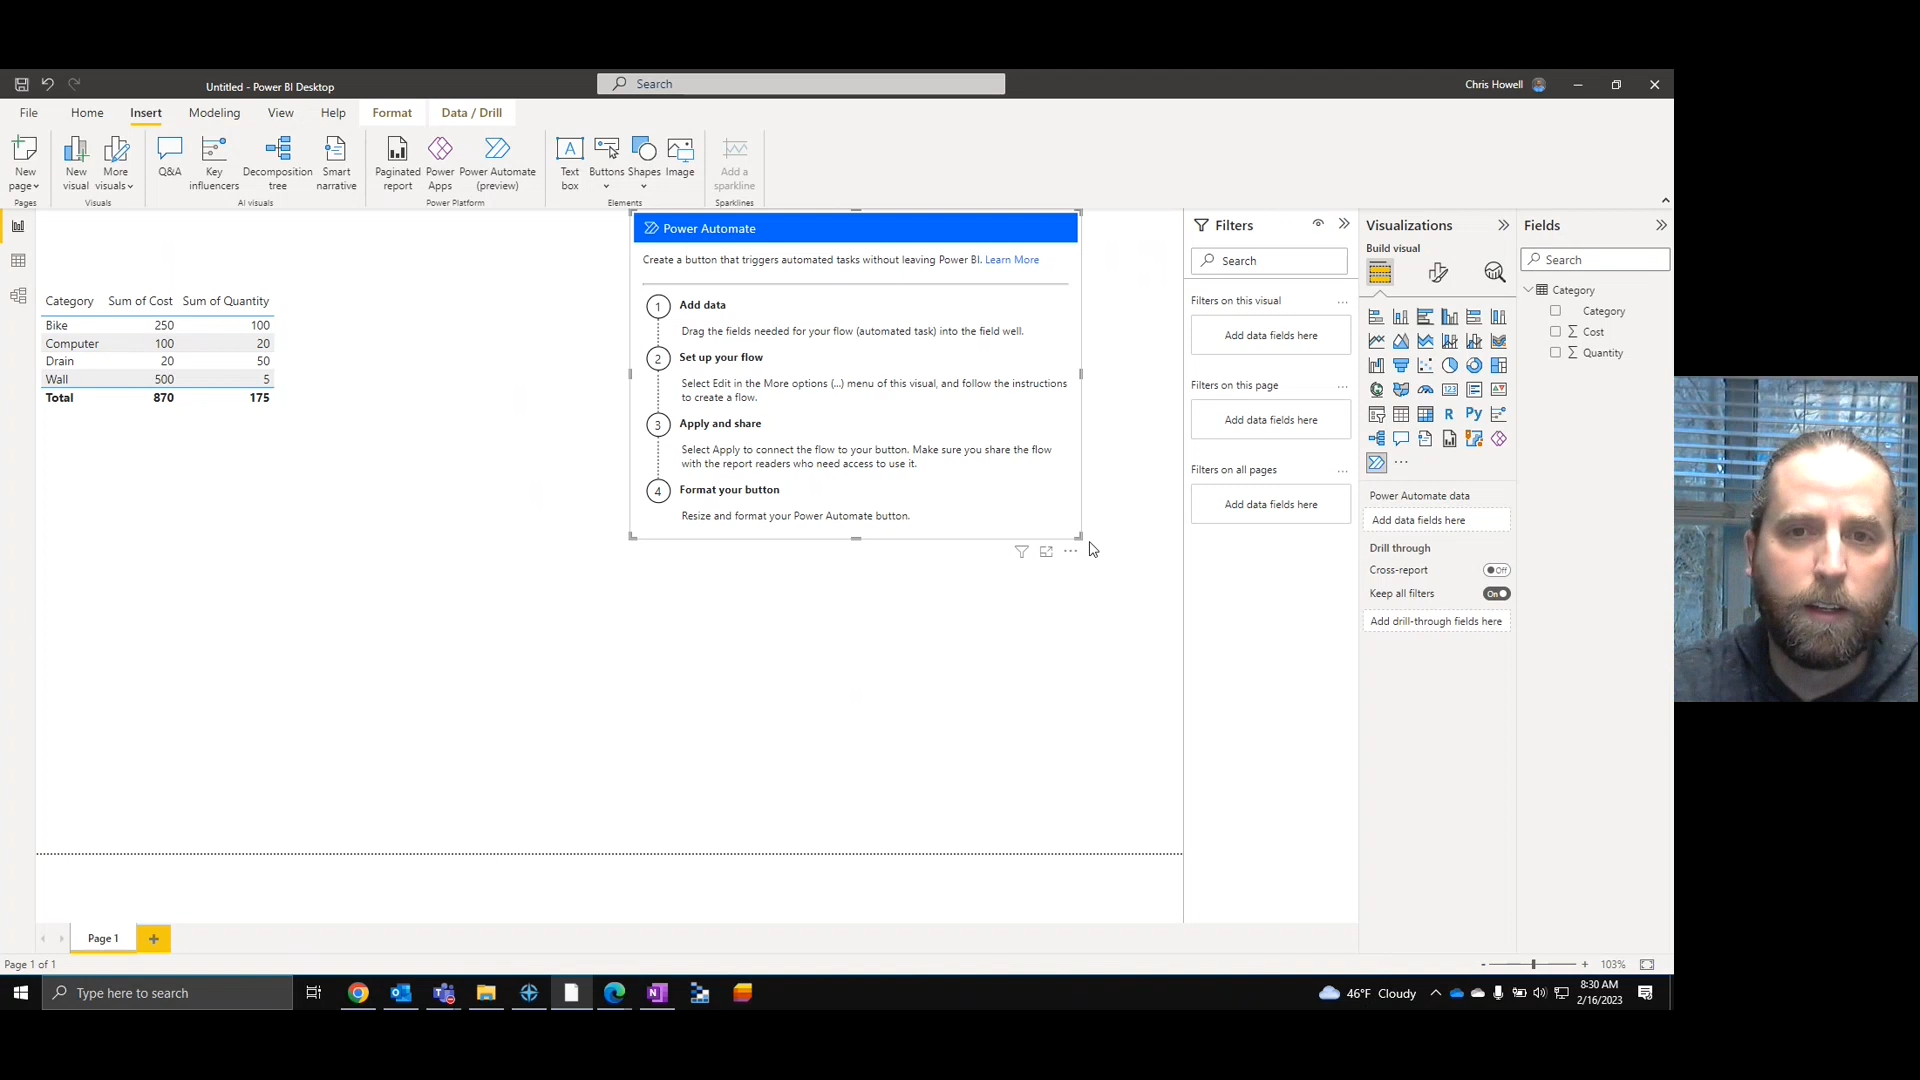 Untitled - Power BI Desktop
Search
Chris Howell
File
Home
Insert
Modeling
View
Help
Format
Data / Drill
New page
New visual
More visuals
Q&A
Key influencers
Decomposition tree
Smart narrative
Paginated report
Power Apps
Power Automate (preview)
Text box
Buttons
Shapes
Image
Add a sparkline
Pages
Visuals
AI visuals
Power Platform
Elements
Sparklines
Category Sum of Cost Sum of Quantity
Bike 250 100
Computer 100 20
Drain 20 50
Wall 500 5
Total 870 175
Power Automate
Create a button that triggers automated tasks without leaving Power BI. Learn More
1 Add data
Drag the fields needed for your flow (automated task) into the field well.
2 Set up your flow
Select Edit in the More options (...) menu of this visual, and follow the instructions
to create a flow.
3 Apply and share
Select Apply to connect the flow to your button. Make sure you share the flow
with the report readers who need access to use it.
4 Format your button
Resize and format your Power Automate button.
Filters
Search
Filters on this visual ...
Add data fields here
Filters on this page ...
Add data fields here
Filters on all pages ...
Add data fields here
Visualizations
Build visual
123
R
Py
...
Power Automate data
Add data fields here
Drill through
Cross-report Off
Keep all filters On
Add drill-through fields here
Fields
Search
Category
Category
Cost
Quantity
Page 1
Page 1 of 1
- + 103%
Type here to search
46°F Cloudy
8:30 AM
2/16/2023